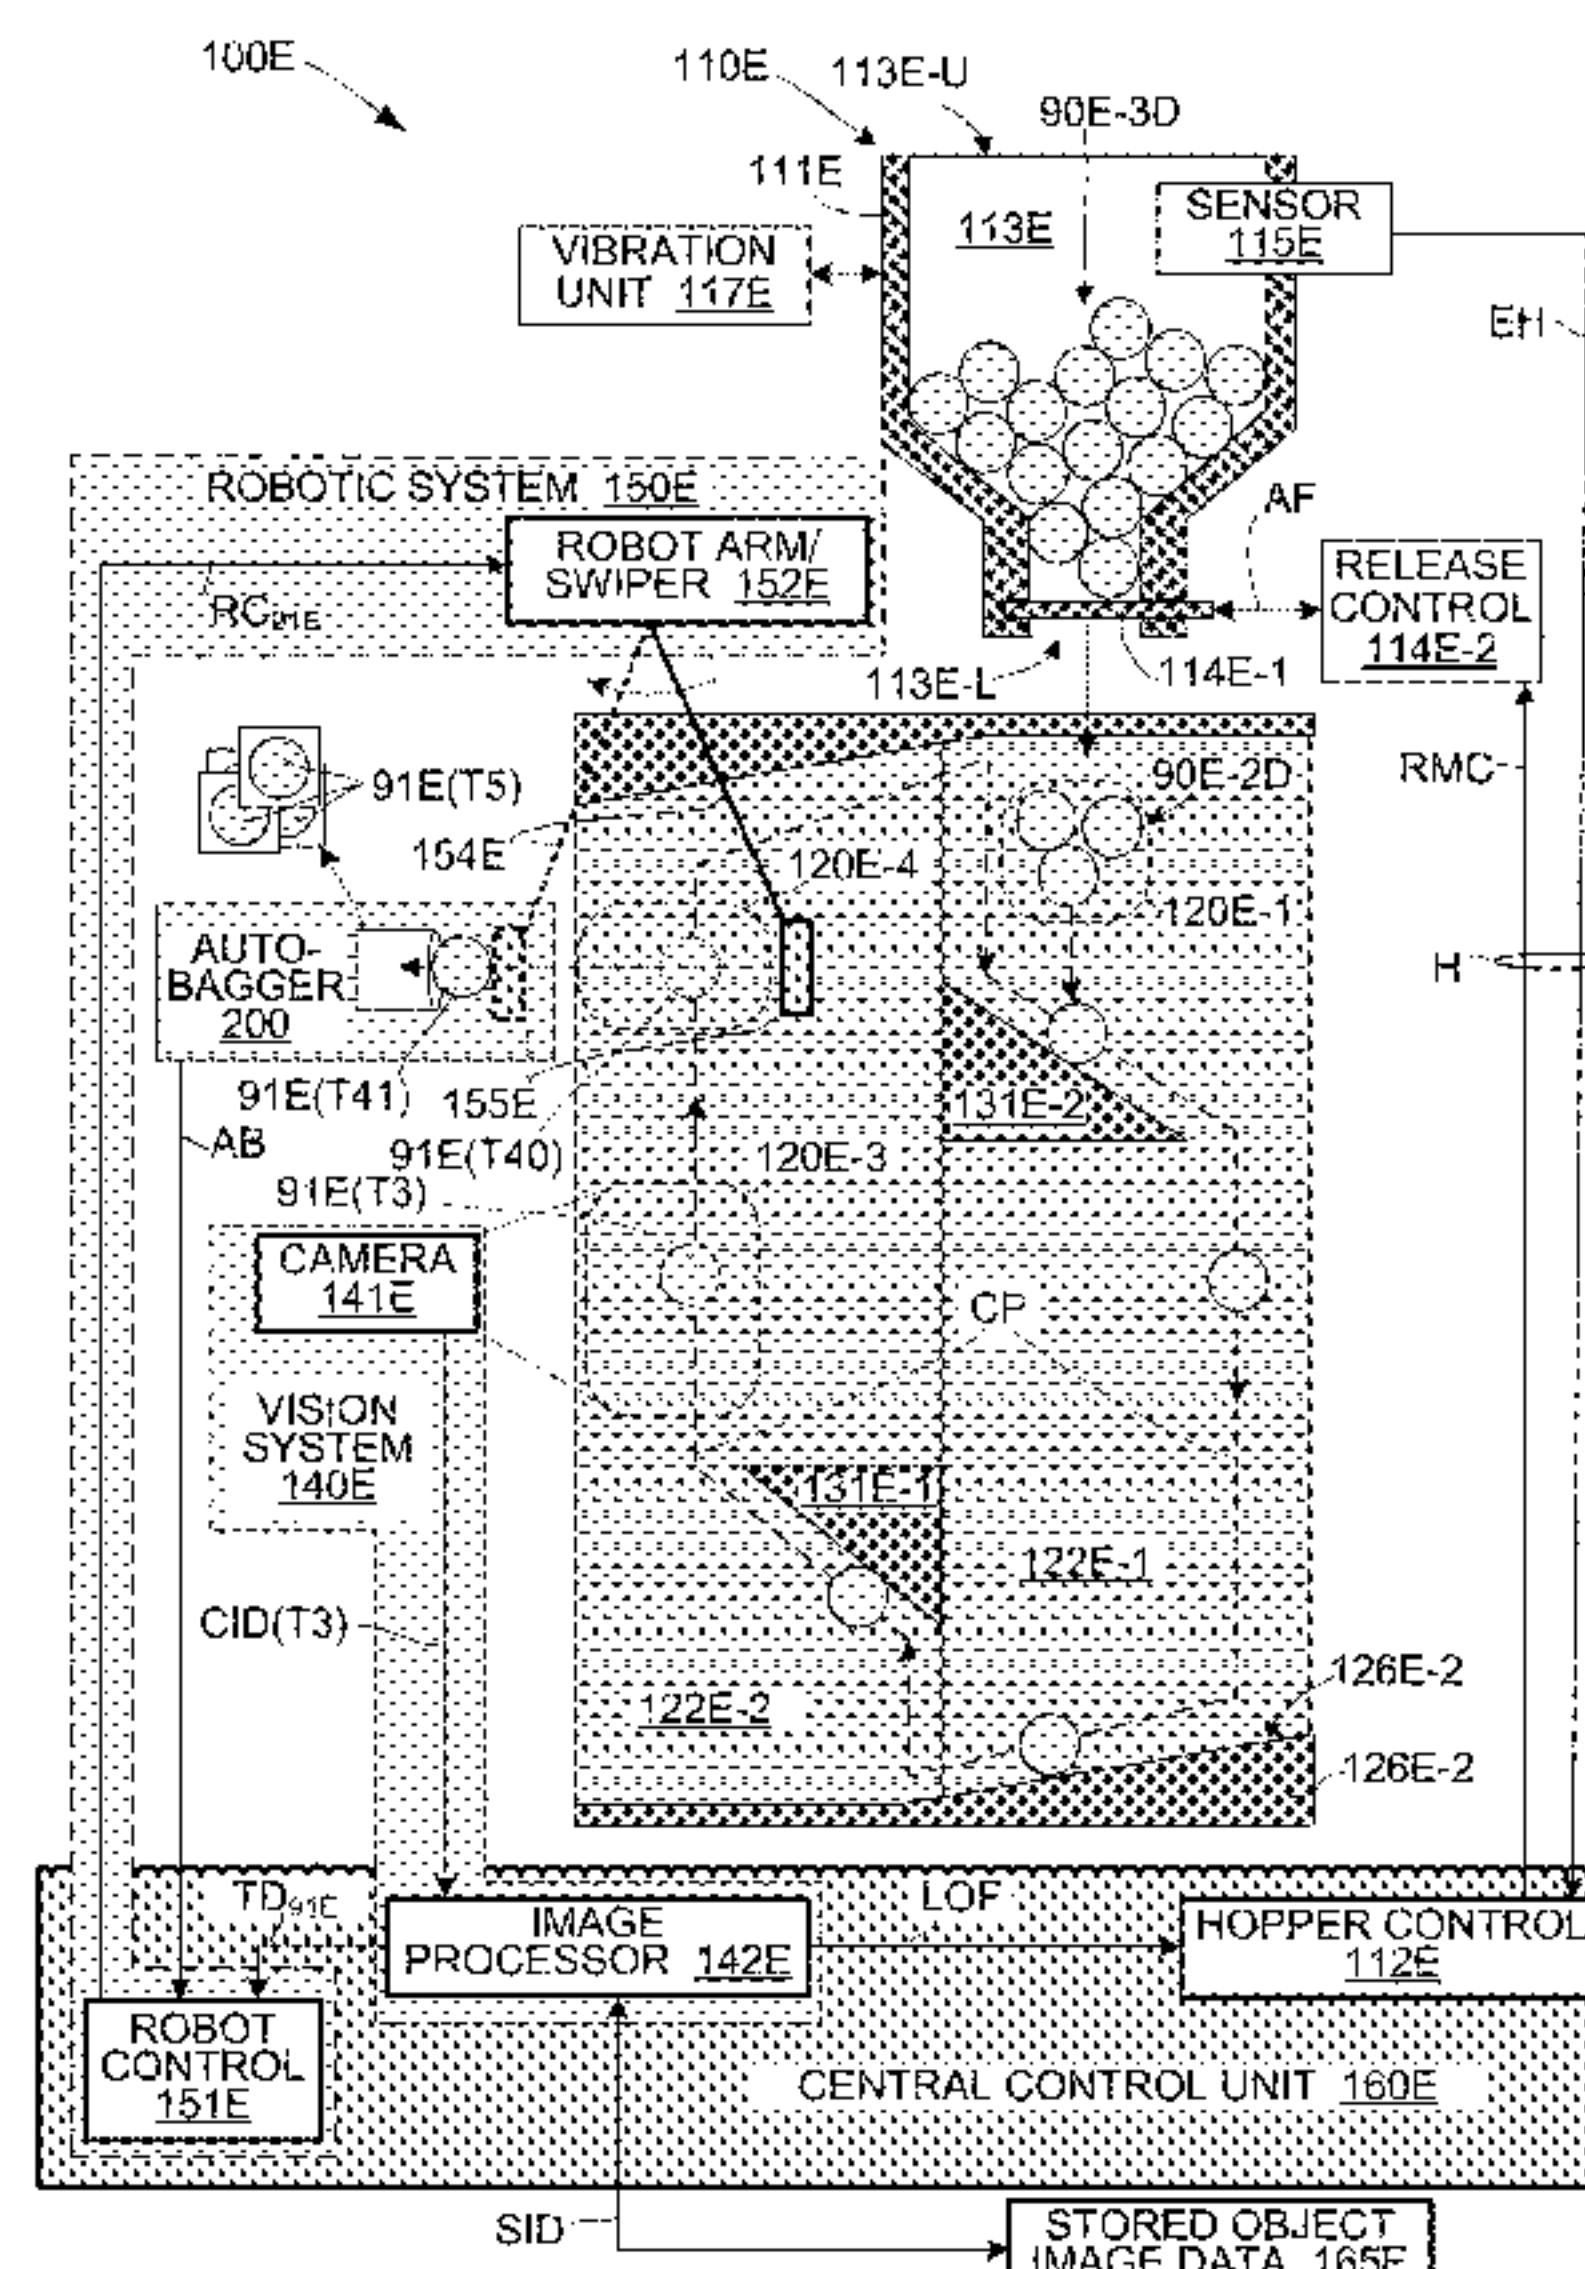 100E
110E
113E-U
90E-3D
111E
113E
SENSOR
115E
VIBRATION
UNIT 117E
EH
ROBOTIC SYSTEM 150E
AF
ROBOT ARM/
SWIPER 152E
RELEASE
CONTROL
114E-2
113E-L
114E-1
91E(T5)
90E-2D
RMC
154E
120E-4
120E-1
AUTO-
BAGGER
200
H
91E(T41)
155E
131E-2
AB
91E(T40)
120E-3
91E(T3)
CAMERA
141E
CP
VISION
SYSTEM
140E
131E-1
122E-1
CID(T3)
122E-2
126E-2
126E-2
TD91E
LOF
IMAGE
PROCESSOR 142E
HOPPER CONTROL
112E
ROBOT
CONTROL
151E
CENTRAL CONTROL UNIT 160E
SID
STORED OBJECT
IMAGE DATA 165E